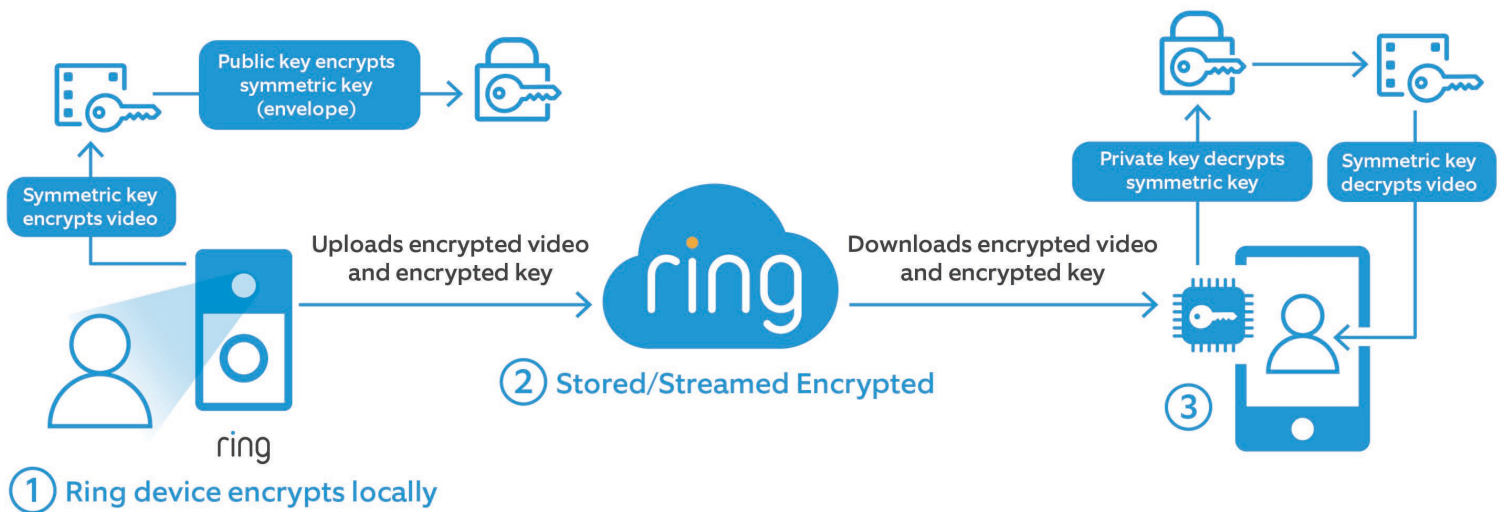 Public key encrypts
symmetric key
(envelope)
Symmetric key
encrypts video
ring
1 Ring device encrypts locally
Uploads encrypted video
and encrypted key
ring
2 Stored/Streamed Encrypted
Downloads encrypted video
and encrypted key
Private key decrypts
symmetric key
Symmetric key
decrypts video
3